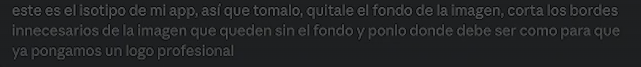 este es el isotipo de mi app, así que tomalo, quitale el fondo de la imagen, corta los bordes
innecesarios de la imagen que queden sin el fondo y ponlo donde debe ser como para que
ya pongamos un logo profesional